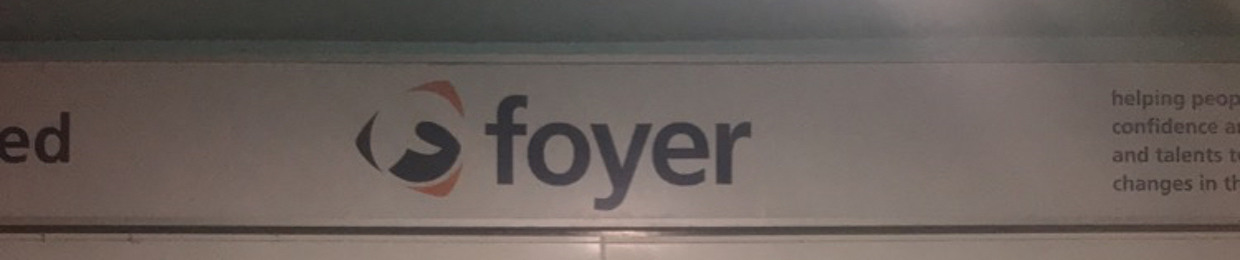 ed
foyer
helping peop
confidence a
and talents t
changes in th